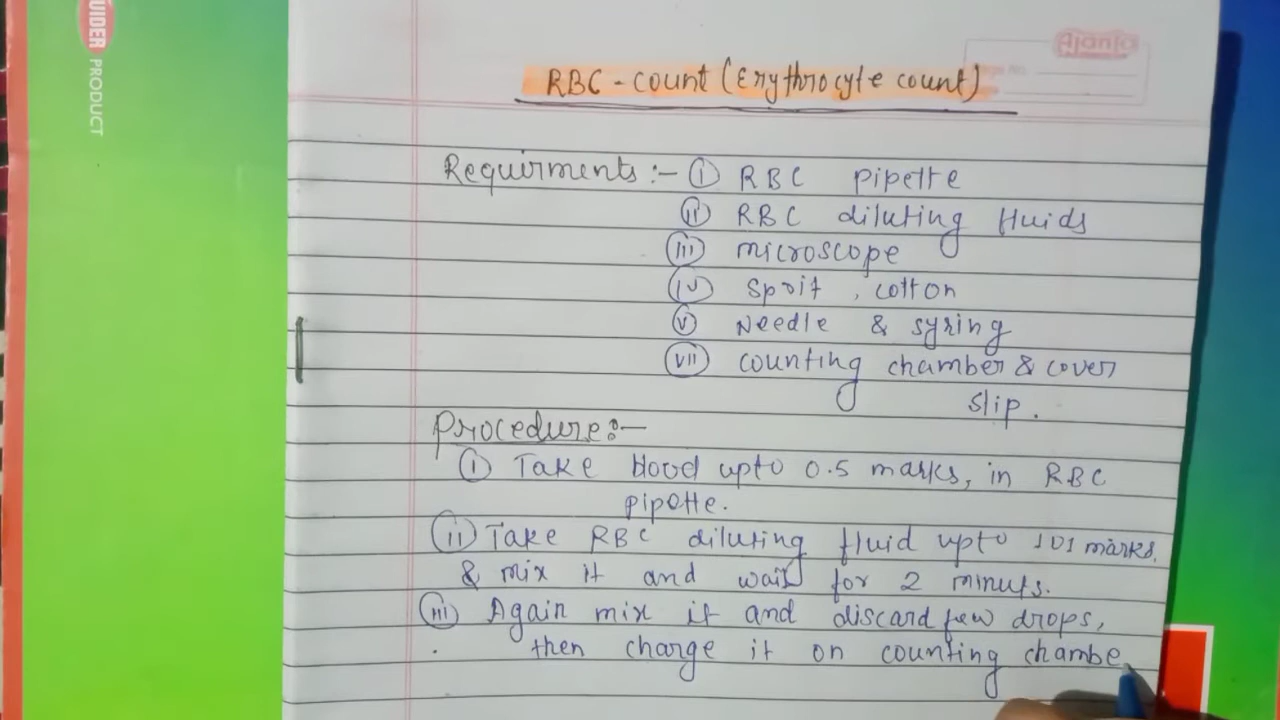 UIDER PRODUCT
Ajanta
RBC - count (Erythrocyte count)
Requirments :- (i) RBC pipette
(ii) RBC diluting fluids
(iii) microscope
(iv) sprit , cotton
(v) Needle & syring
(vii) counting chamber & cover
slip .
Procedure :-
(i) Take blood upto 0.5 marks, in RBC
pipette.
(ii) Take RBC diluting fluid upto 101 marks.
& mix it and wait for 2 minuts.
(iii) Again mix it and discard few drops,
then charge it on counting chambe